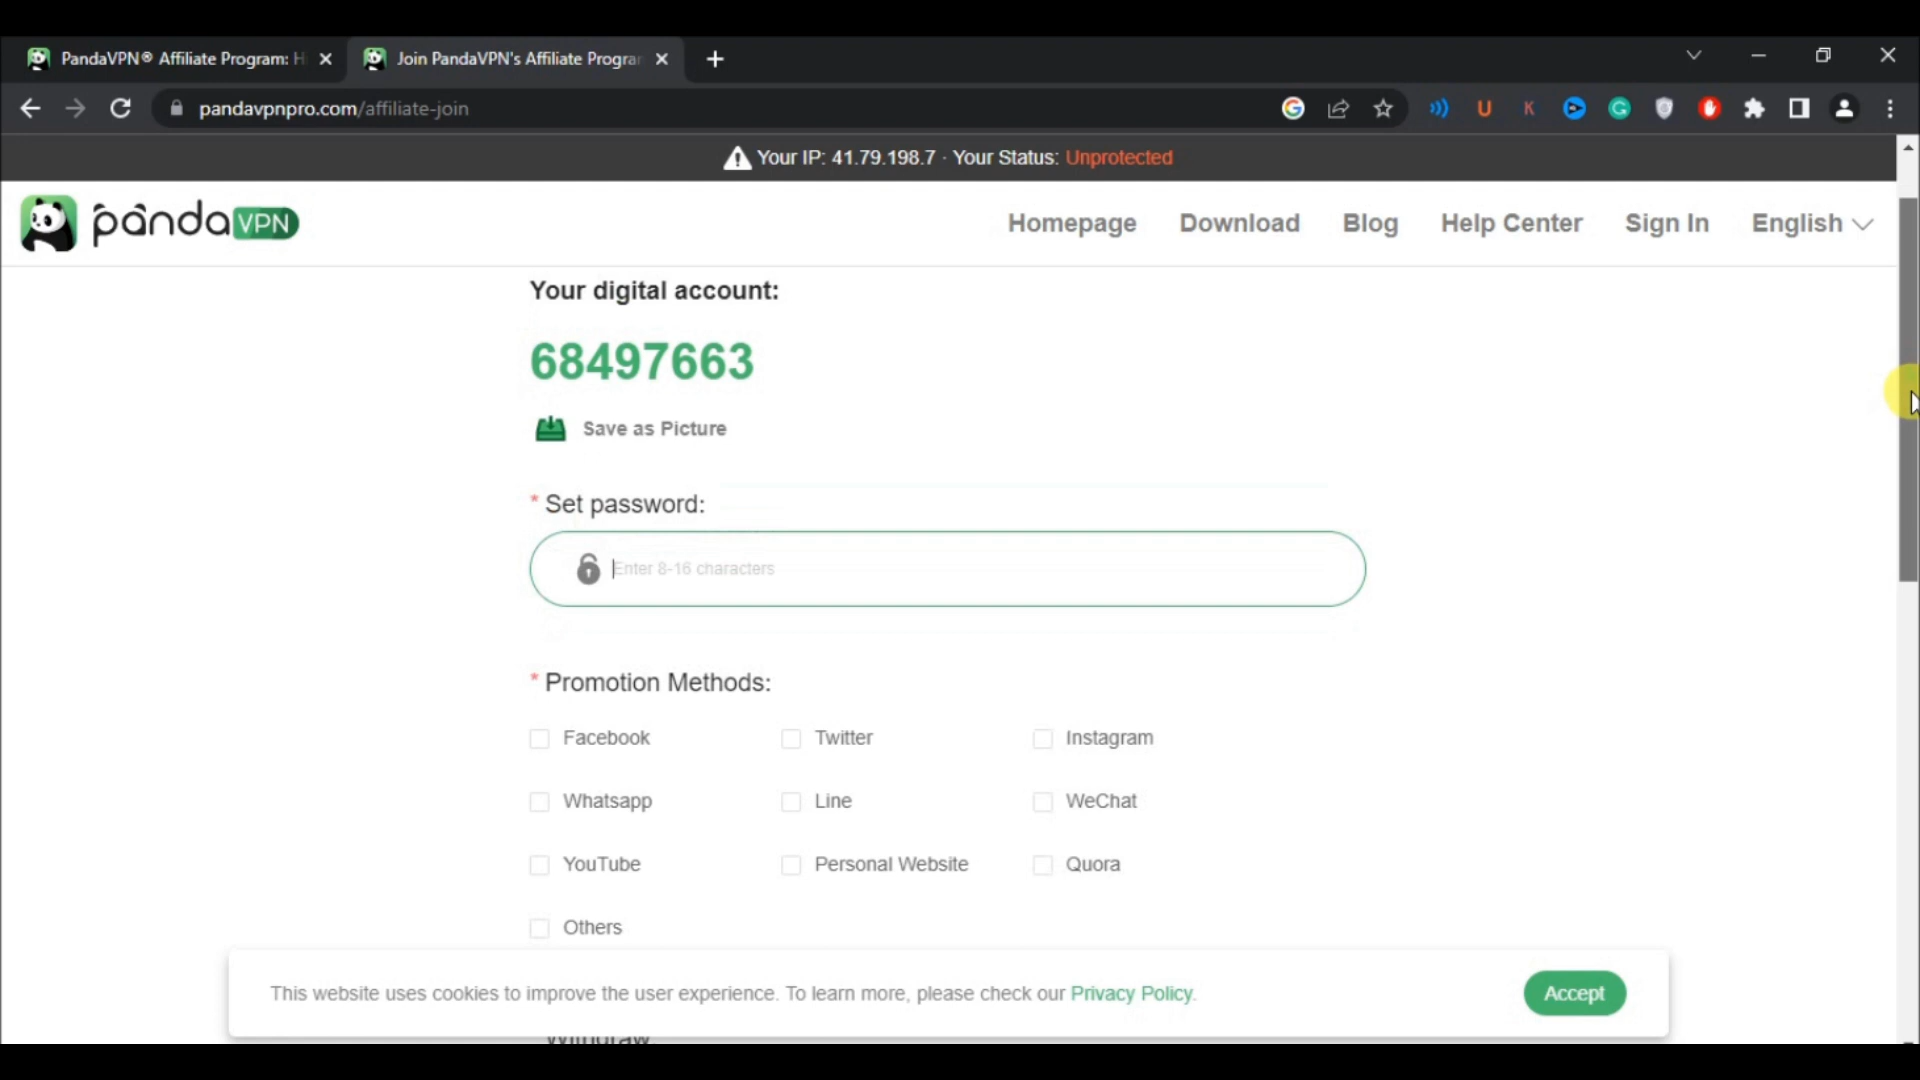 PandaVPN® Affiliate Program: H
Join PandaVPN's Affiliate Progra
pandavpnpro.com/affiliate-join
Your IP: 41.79.198.7 · Your Status: Unprotected
panda VPN
Homepage
Download
Blog
Help Center
Sign In
English
Your digital account:
68497663
Save as Picture
* Set password:
Enter 8-16 characters
* Promotion Methods:
Facebook
Twitter
Instagram
Whatsapp
Line
WeChat
YouTube
Personal Website
Quora
Others
This website uses cookies to improve the user experience. To learn more, please check our Privacy Policy.
Accept